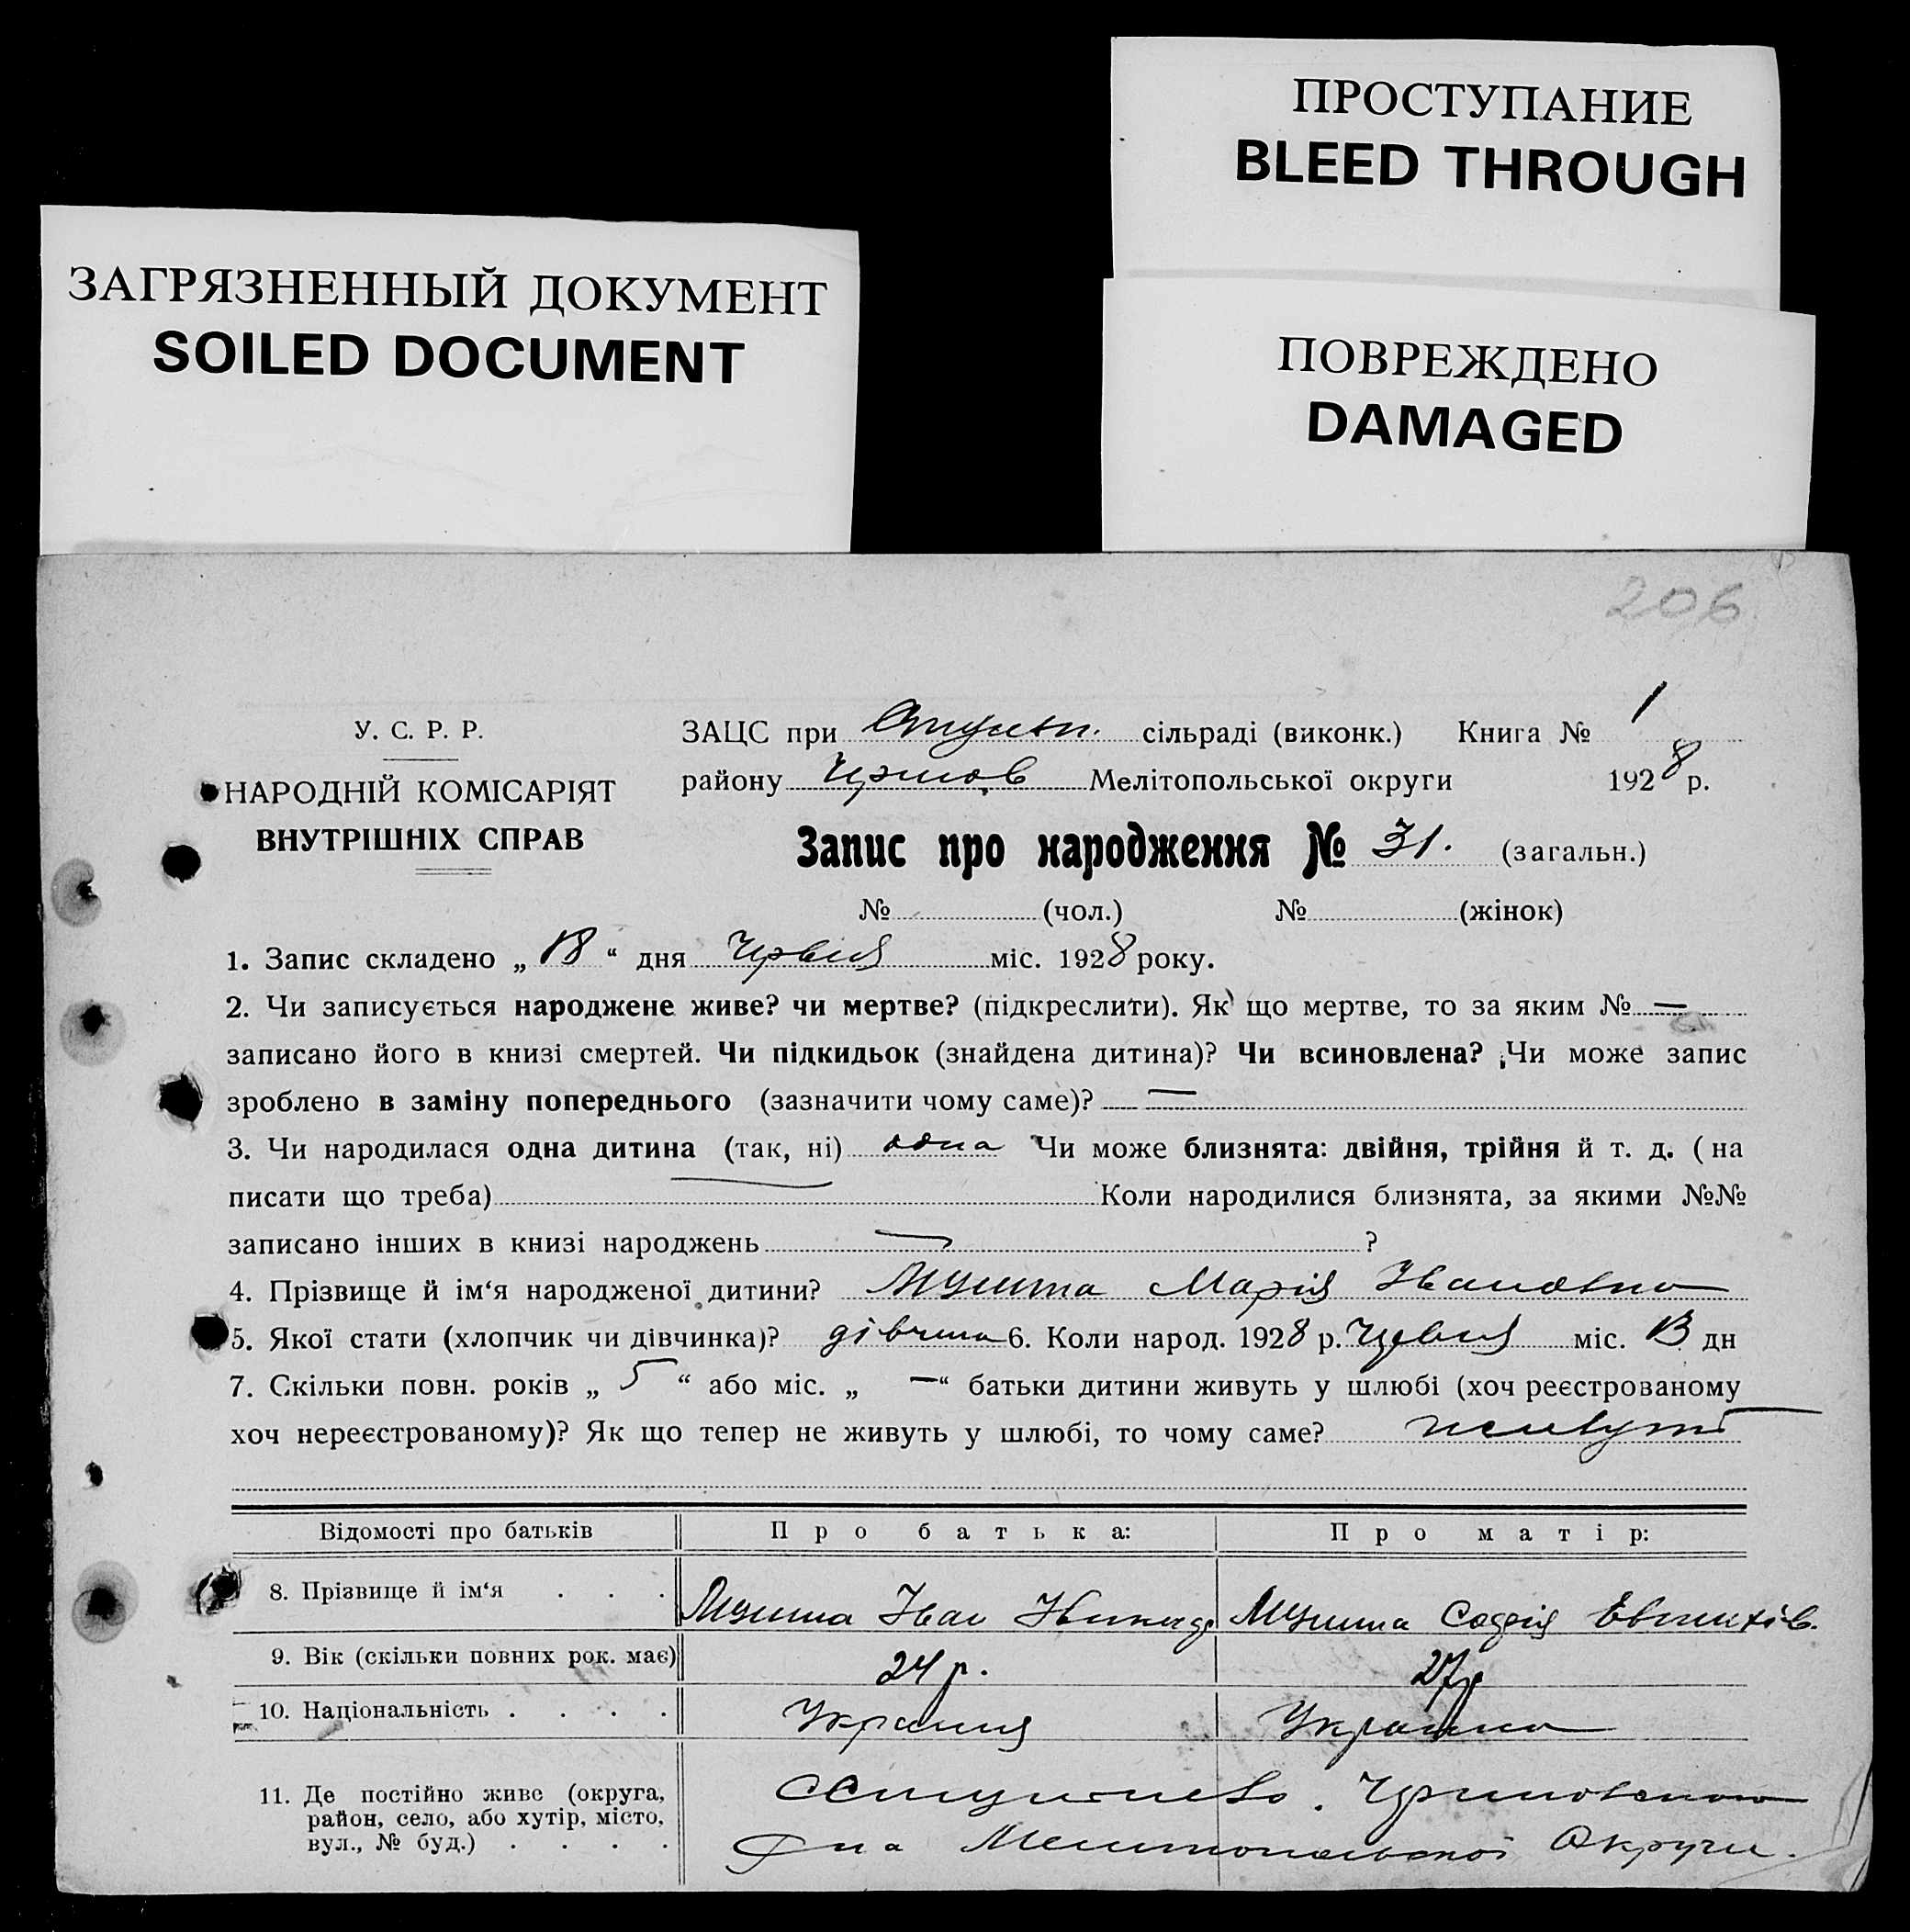 ПРОСТУПАНИЕ
BLEED THROUGH
ЗАГРЯЗНЕННЫЙ ДОКУМЕНТ
SOILED DOCUMENT
ПОВРЕЖДЕНО
DAMAGED
206
У. С. Р. Р.
НАРОДНІЙ КОМІСАРІЯТ
ВНУТРІШНІХ СПРАВ
ЗАЦС при сільраді (виконк.) Книга № 1
району Мелітопольської округи 1928 р.
Запис про народження № 31. (загальн.)
№ (чол.) № (жінок)
1. Запис складено „ “ дня міс. 1928 року.
2. Чи записується народжене живе? чи мертве? (підкреслити). Як що мертве, то за яким № —
записано його в книзі смертей. Чи підкидьок (знайдена дитина)? Чи всиновлена? Чи може запис
зроблено в заміну попереднього (зазначити чому саме)? —
3. Чи народилася одна дитина (так, ні) одна Чи може близнята: двійня, трійня й т. д. (на
писати що треба) — Коли народилися близнята, за якими №№
записано інших в книзі народжень — ?
4. Прізвище й ім‘я народженої дитини? Марія Івановна
5. Якої стати (хлопчик чи дівчинка)? дівчина 6. Коли народ. 1928 р. міс. дн
7. Скільки повн. років „ 5 “ або міс. „ — “ батьки дитини живуть у шлюбі (хоч реєстрованому
хоч нереєстрованому)? Як що тепер не живуть у шлюбі, то чому саме? живуть
Відомості про батьків Про батька: Про матір:
8. Прізвище й ім‘я . . . Іван Софія
9. Вік (скільки повних рок. має) 24 р. 27 р
10. Національність . . . .
11. Де постійно живе (округа,
район, село, або хутір, місто,
вул., № буд.) . . . .
Мелитопольської Округи.